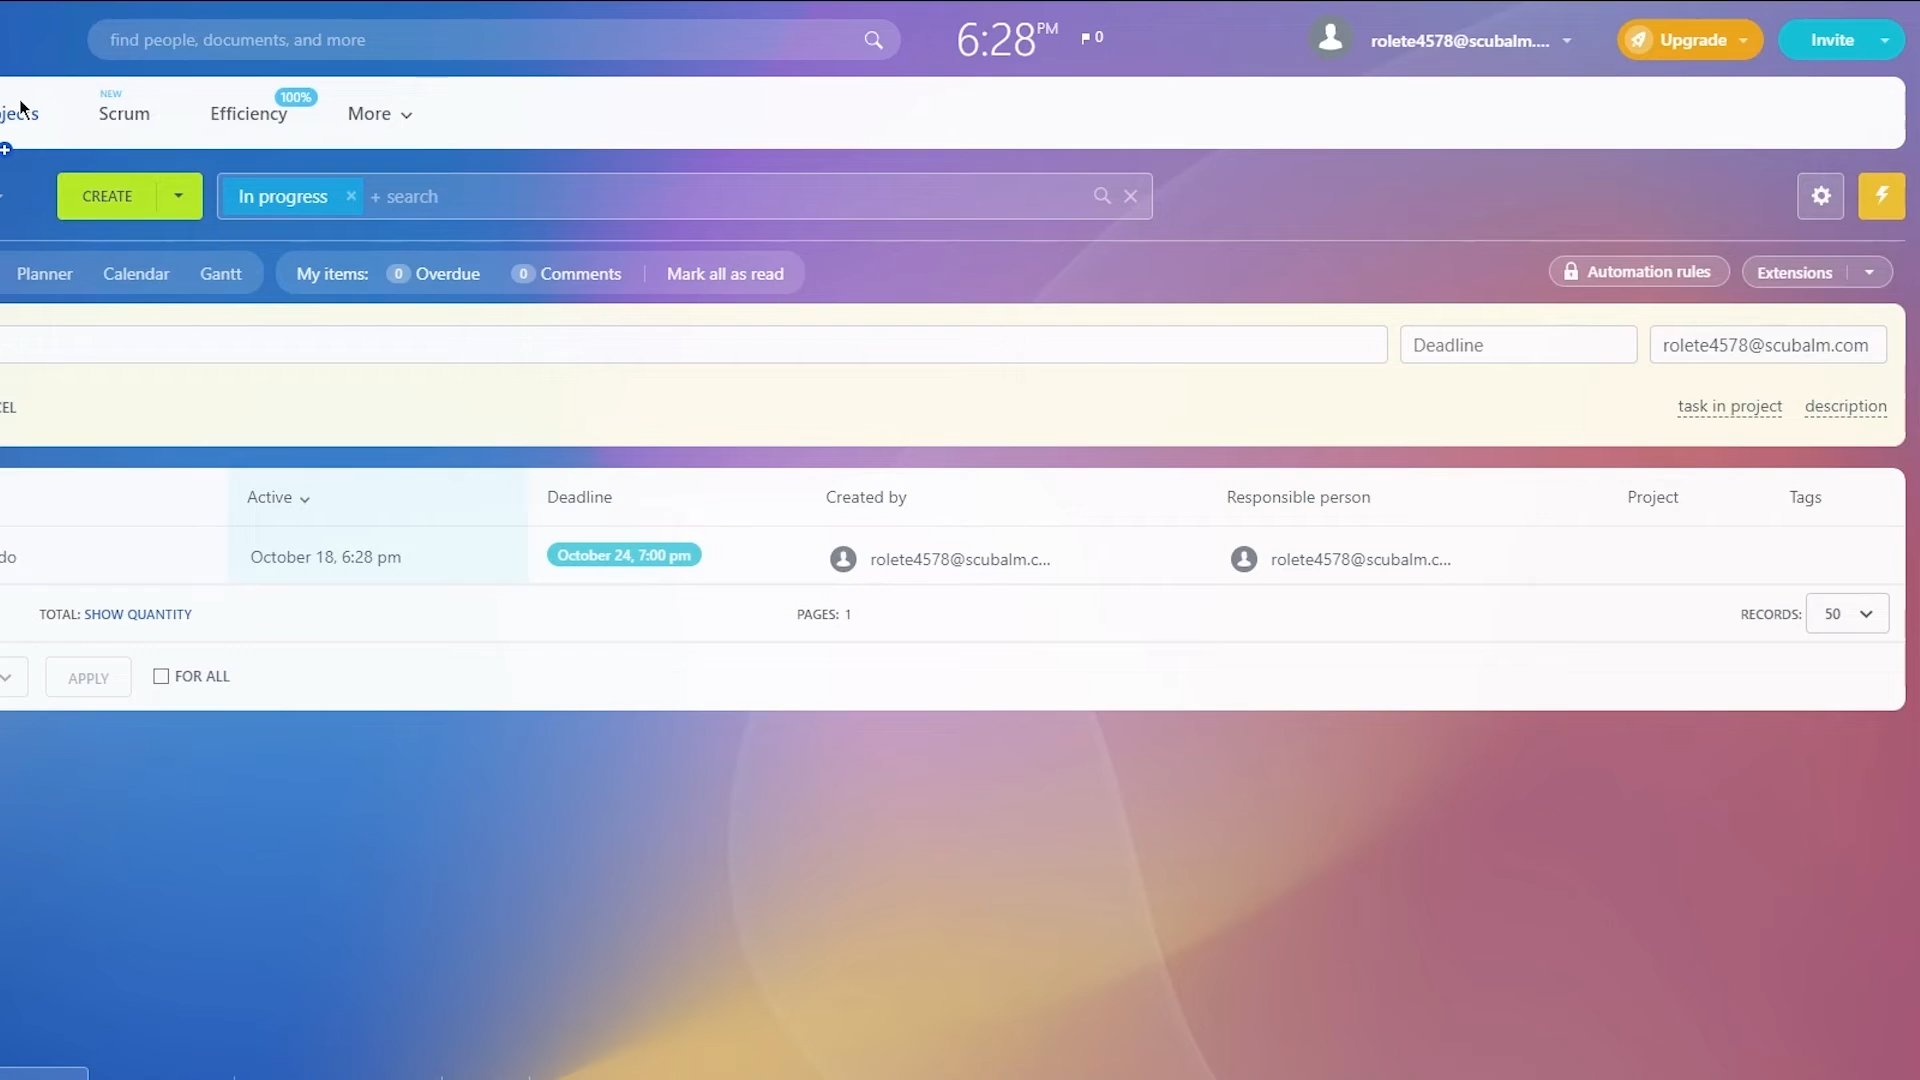 find people, documents, and more
6:28 PM
0
rolete4578@scubalm....
Upgrade
Invite
jects
NEW
Scrum
Efficiency
100%
More
CREATE
In progress
+ search
Planner
Calendar
Gantt
My items:
0 Overdue
0 Comments
Mark all as read
Automation rules
Extensions
Deadline
rolete4578@scubalm.com
EL
task in project
description
Active
Deadline
Created by
Responsible person
Project
Tags
do
October 18, 6:28 pm
October 24, 7:00 pm
rolete4578@scubalm.c...
rolete4578@scubalm.c...
TOTAL: SHOW QUANTITY
PAGES: 1
RECORDS:
50
APPLY
FOR ALL